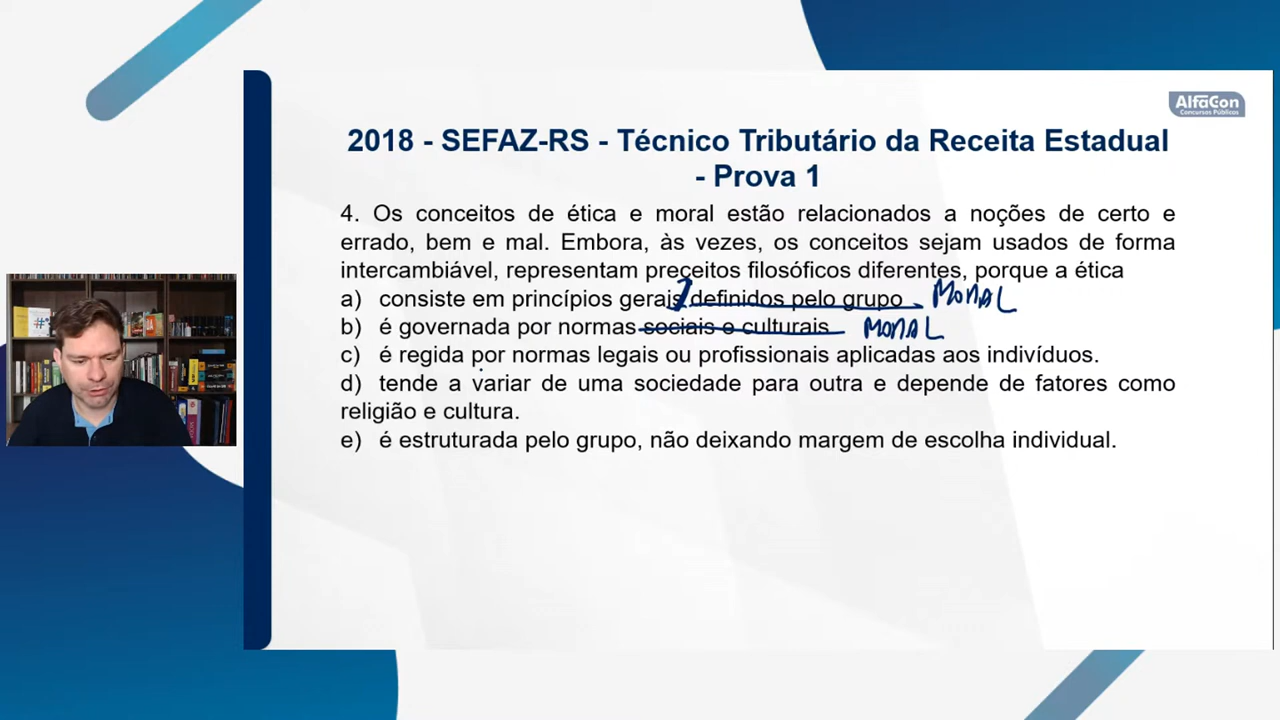 AlfaCon
Concursos Públicos
2018 - SEFAZ-RS - Técnico Tributário da Receita Estadual
- Prova 1
4. Os conceitos de ética e moral estão relacionados a noções de certo e
errado, bem e mal. Embora, às vezes, os conceitos sejam usados de forma
intercambiável, representam preceitos filosóficos diferentes, porque a ética
a) consiste em princípios gerais definidos pelo grupo. MORAL
b) é governada por normas sociais e culturais. MORAL
c) é regida por normas legais ou profissionais aplicadas aos indivíduos.
d) tende a variar de uma sociedade para outra e depende de fatores como
religião e cultura.
e) é estruturada pelo grupo, não deixando margem de escolha individual.